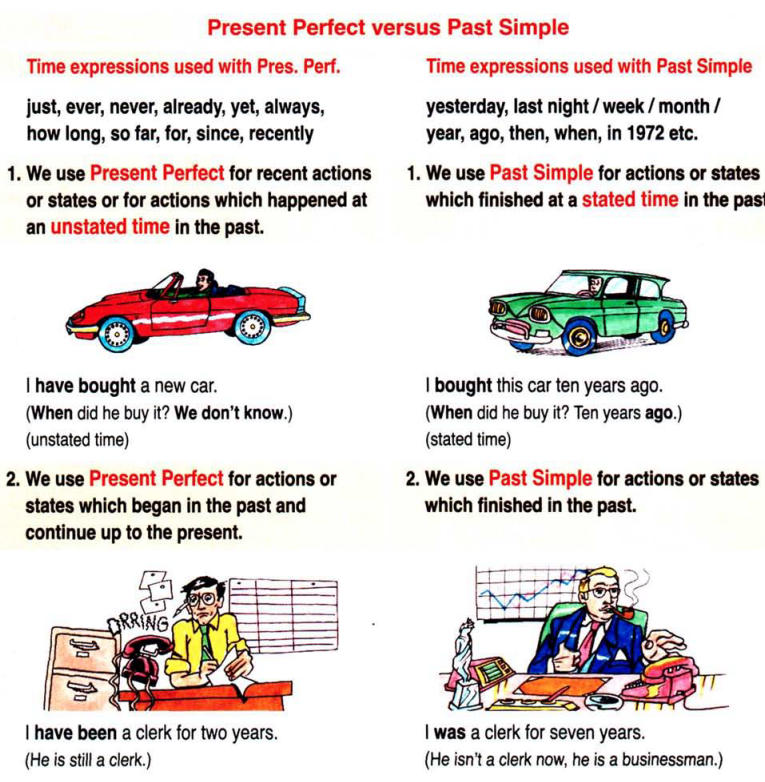 Present Perfect versus Past Simple
Time expressions used with Pres. Perf.
just, ever, never, already, yet, always,
how long, so far, for, since, recently
1. We use Present Perfect for recent actions
or states or for actions which happened at
an unstated time in the past.
I have bought a new car.
(When did he buy it? We don't know.)
(unstated time)
2. We use Present Perfect for actions or
states which began in the past and
continue up to the present.
DRRING
I have been a clerk for two years.
(He is still a clerk.)
Time expressions used with Past Simple
yesterday, last night / week / month /
year, ago, then, when, in 1972 etc.
1. We use Past Simple for actions or states
which finished at a stated time in the past
I bought this car ten years ago.
(When did he buy it? Ten years ago.)
(stated time)
2. We use Past Simple for actions or states
which finished in the past.
I was a clerk for seven years.
(He isn't a clerk now, he is a businessman.)